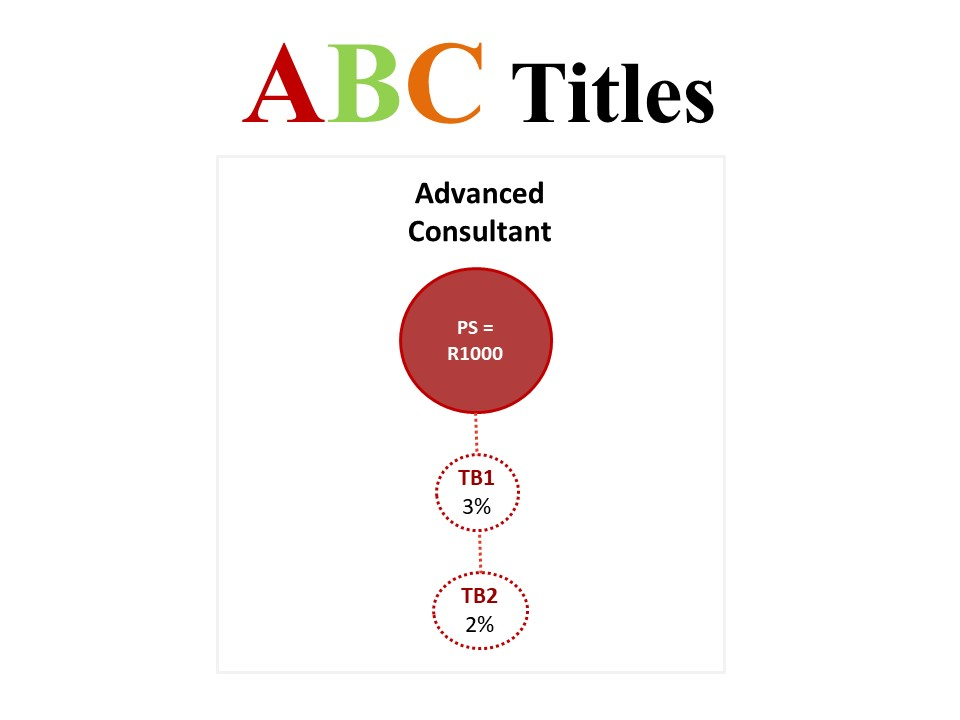 ABC Titles
Advanced
Consultant
PS =
R1000
TB1
3%
TB2
2%